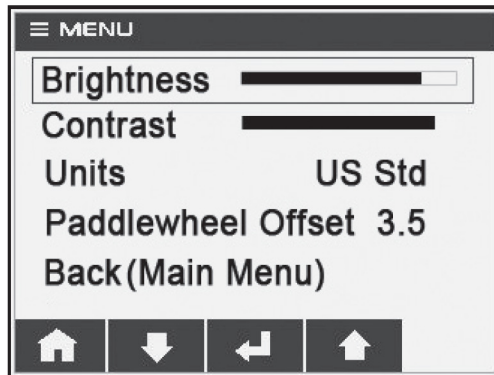 MENU
Brightness
Contrast
Units US Std
Paddlewheel Offset 3.5
Back(Main Menu)